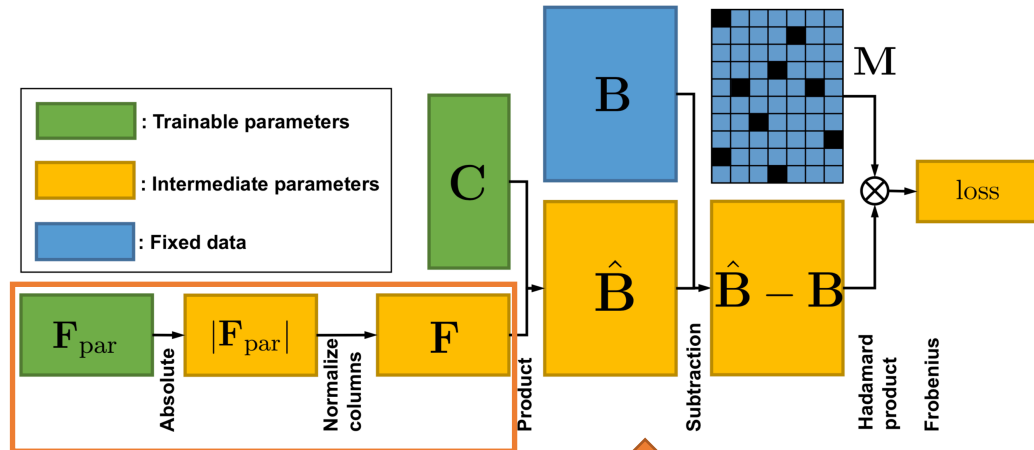 B
M
: Trainable parameters
C
: Intermediate parameters
loss
: Fixed data
B̂
B̂ − B
F_par
|F_par|
F
Absolute
Normalize
columns
Product
Subtraction
Hadamard
product
Frobenius